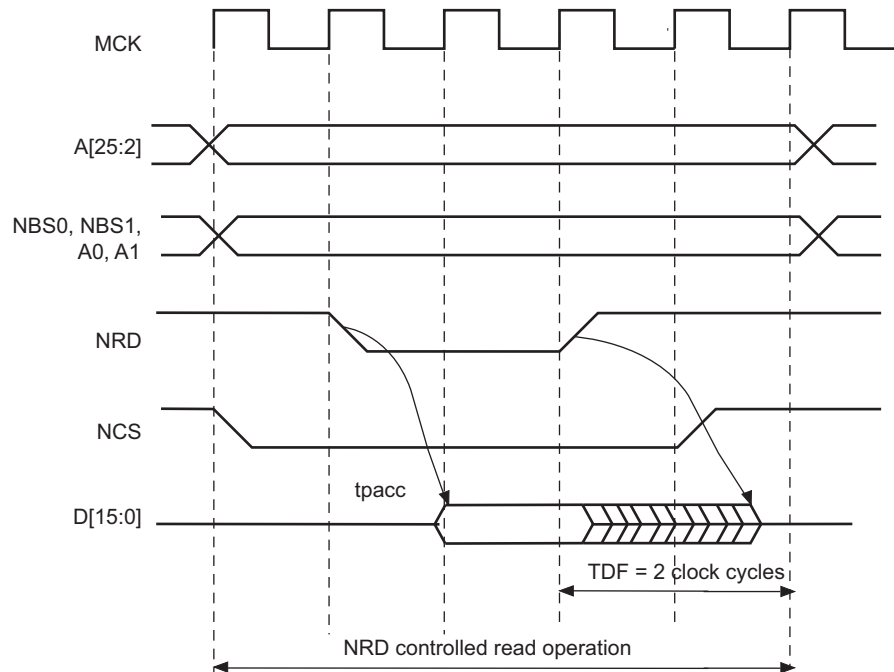 MCK
A[25:2]
NBS0, NBS1,
A0, A1
NRD
NCS
tpacc
D[15:0]
TDF = 2 clock cycles
NRD controlled read operation